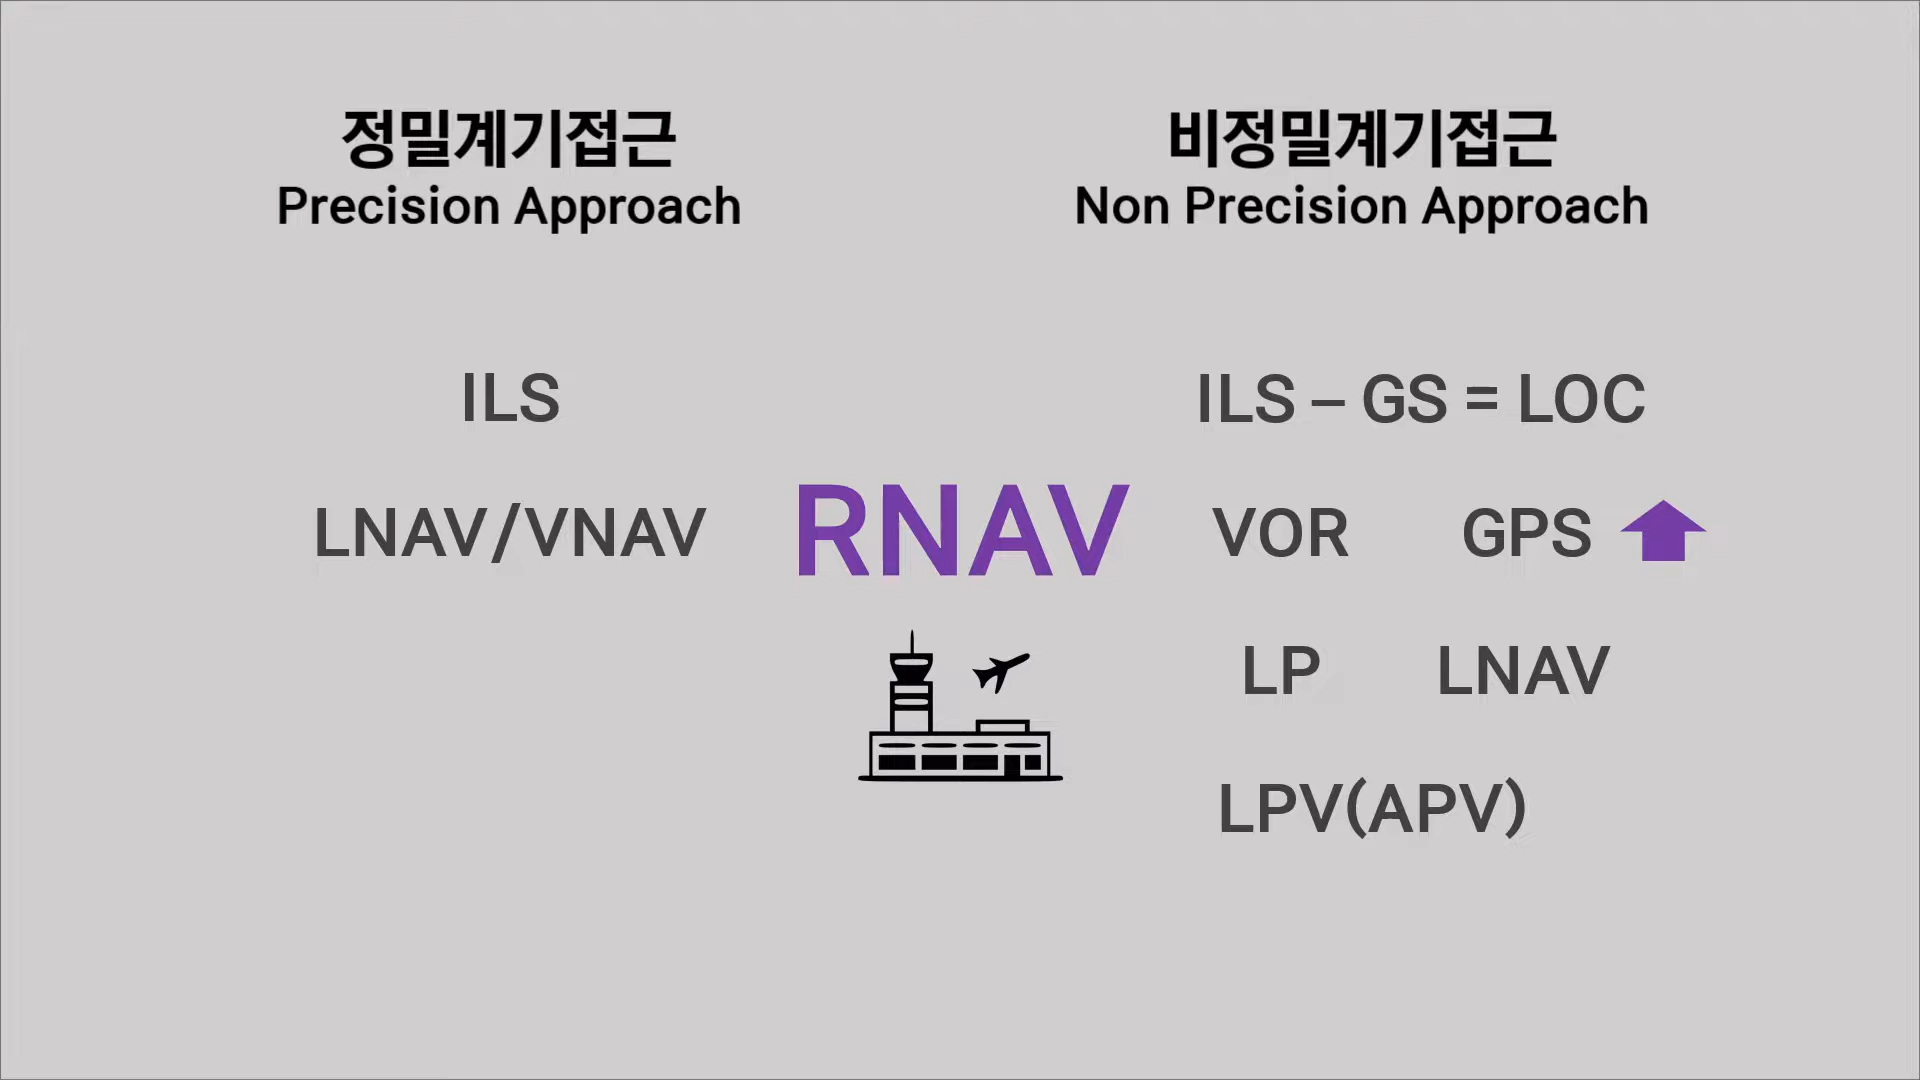 정밀계기접근
Precision Approach
비정밀계기접근
Non Precision Approach
ILS
ILS – GS = LOC
LNAV/VNAV
RNAV
VOR GPS
LP LNAV
LPV(APV)